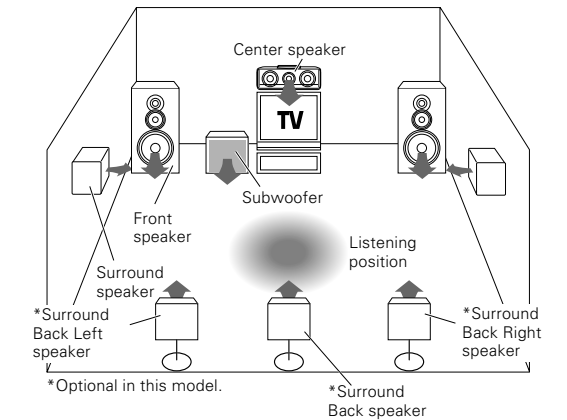 Center speaker
TV
Subwoofer
Front
speaker
Listening
position
Surround
speaker
*Surround
Back Left
speaker
*Surround
Back Right
speaker
*Optional in this model.
*Surround
Back speaker